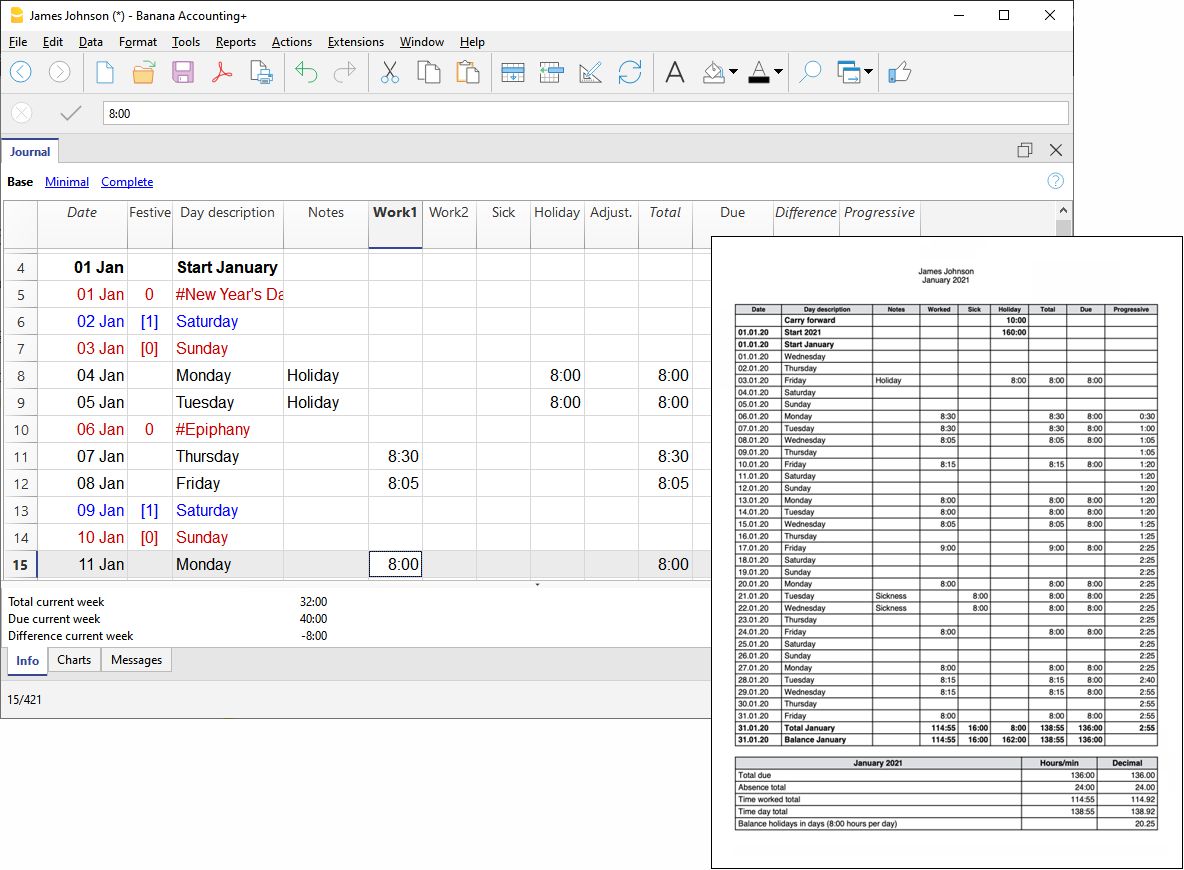 James Johnson (*) - Banana Accounting+
File Edit Data Format Tools Reports Actions Extensions Window Help
8:00
Journal
Base Minimal Complete
Date Festive Day description Notes Work1 Work2 Sick Holiday Adjust. Total Due Difference Progressive
4 01 Jan Start January
5 01 Jan 0 #New Year's Da
6 02 Jan [1] Saturday
7 03 Jan [0] Sunday
8 04 Jan Monday Holiday 8:00 8:00
9 05 Jan Tuesday Holiday 8:00 8:00
10 06 Jan 0 #Epiphany
11 07 Jan Thursday 8:30 8:30
12 08 Jan Friday 8:05 8:05
13 09 Jan [1] Saturday
14 10 Jan [0] Sunday
15 11 Jan Monday 8:00 8:00
Total current week 32:00
Due current week 40:00
Difference current week -8:00
Info Charts Messages
15/421
James Johnson
January 2021
Date Day description Notes Worked Sick Holiday Total Due Progressive
Carry forward 10:00
01.01.20 Start 2021 160:00
01.01.20 Start January
01.01.20 Wednesday
02.01.20 Thursday
03.01.20 Friday Holiday 8:00 8:00 8:00
04.01.20 Saturday
05.01.20 Sunday
06.01.20 Monday 8:30 8:30 8:00 0:30
07.01.20 Tuesday 8:30 8:30 8:00 1:00
08.01.20 Wednesday 8:05 8:05 8:00 1:05
09.01.20 Thursday 1:05
10.01.20 Friday 8:15 8:15 8:00 1:20
11.01.20 Saturday 1:20
12.01.20 Sunday 1:20
13.01.20 Monday 8:00 8:00 8:00 1:20
14.01.20 Tuesday 8:00 8:00 8:00 1:20
15.01.20 Wednesday 8:05 8:05 8:00 1:25
16.01.20 Thursday 1:25
17.01.20 Friday 9:00 9:00 8:00 2:25
18.01.20 Saturday 2:25
19.01.20 Sunday 2:25
20.01.20 Monday 8:00 8:00 8:00 2:25
21.01.20 Tuesday Sickness 8:00 8:00 8:00 2:25
22.01.20 Wednesday Sickness 8:00 8:00 8:00 2:25
23.01.20 Thursday 2:25
24.01.20 Friday 8:00 8:00 8:00 2:25
25.01.20 Saturday 2:25
26.01.20 Sunday 2:25
27.01.20 Monday 8:00 8:00 8:00 2:25
28.01.20 Tuesday 8:15 8:15 8:00 2:40
29.01.20 Wednesday 8:15 8:15 8:00 2:55
30.01.20 Thursday 2:55
31.01.20 Friday 8:00 8:00 8:00 2:55
31.01.20 Total January 114:55 16:00 8:00 138:55 136:00 2:55
31.01.20 Balance January 114:55 16:00 162:00 138:55 136:00
January 2021 Hours/min Decimal
Total due 136:00 136.00
Absence total 24:00 24.00
Time worked total 114:55 114.92
Time day total 138:55 138.92
Balance holidays in days (8:00 hours per day) 20.25